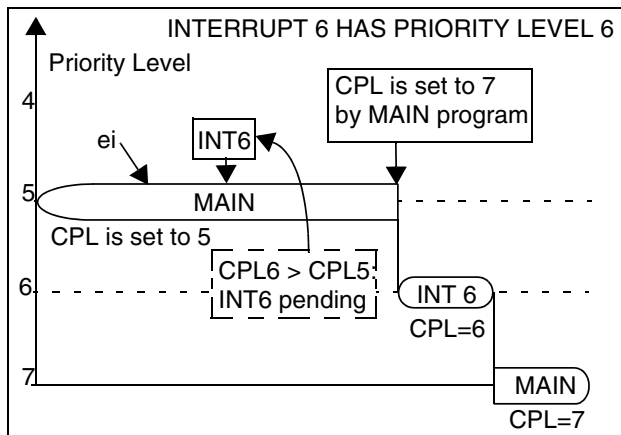 INTERRUPT 6 HAS PRIORITY LEVEL 6
Priority Level
CPL is set to 7
by MAIN program
4
ei
INT6
5
MAIN
CPL is set to 5
CPL6 > CPL5:
INT6 pending
6
INT 6
CPL=6
7
MAIN
CPL=7